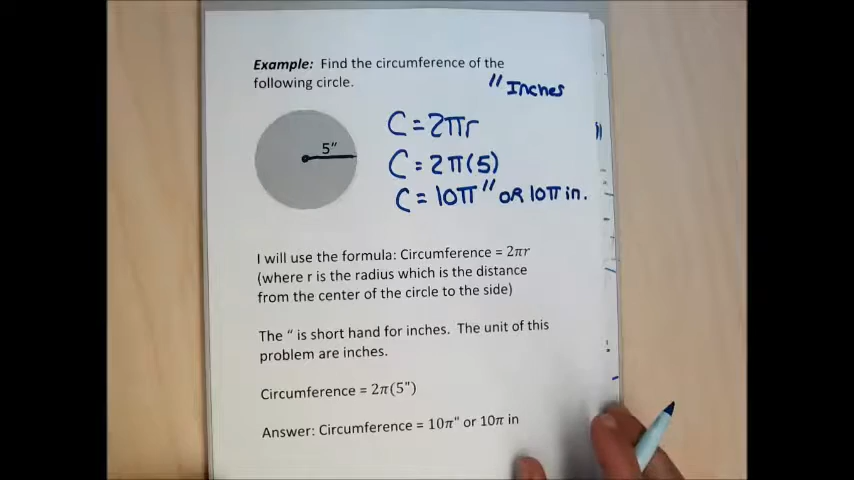 Example: Find the circumference of the
following circle.
" Inches
5"
C = 2πr
C = 2π(5)
C = 10π" OR 10π in.
I will use the formula: Circumference = 2πr
(where r is the radius which is the distance
from the center of the circle to the side)
The " is short hand for inches. The unit of this
problem are inches.
Circumference = 2π(5")
Answer: Circumference = 10π" or 10π in